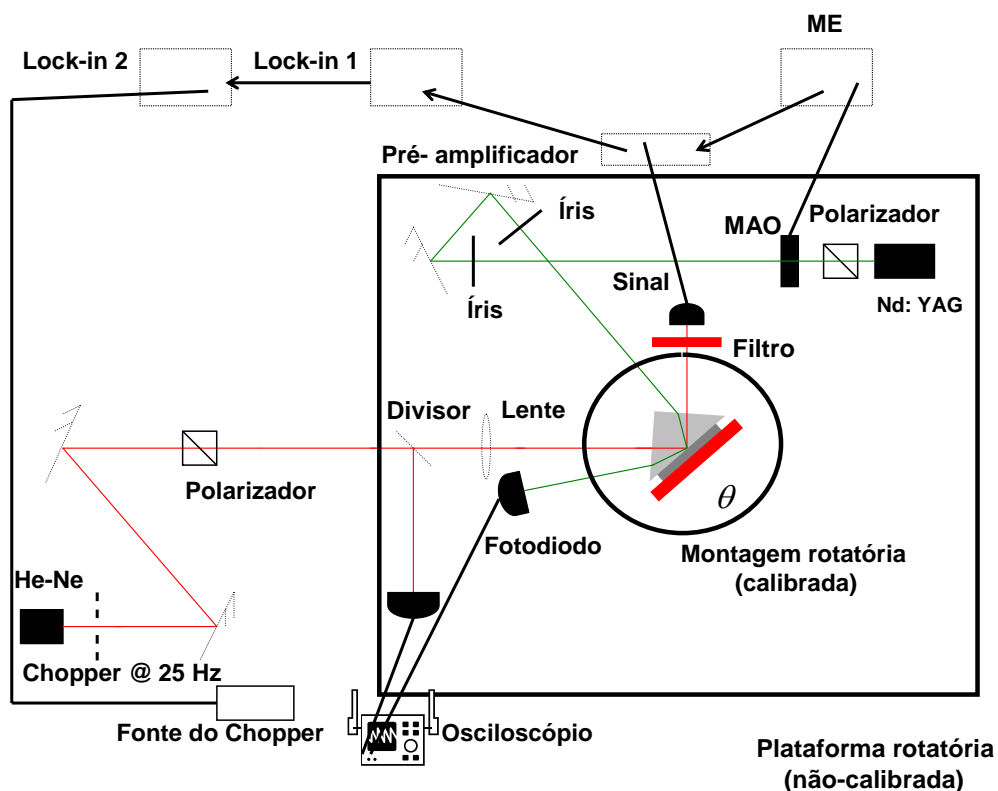 ME
Lock-in 2
Lock-in 1
Pré- amplificador
Íris
MAO
Polarizador
Sinal
Íris
Nd: YAG
Filtro
Divisor
Lente
Polarizador
θ
Fotodiodo
Montagem rotatória
(calibrada)
He-Ne
Chopper @ 25 Hz
Fonte do Chopper
Osciloscópio
Plataforma rotatória
(não-calibrada)